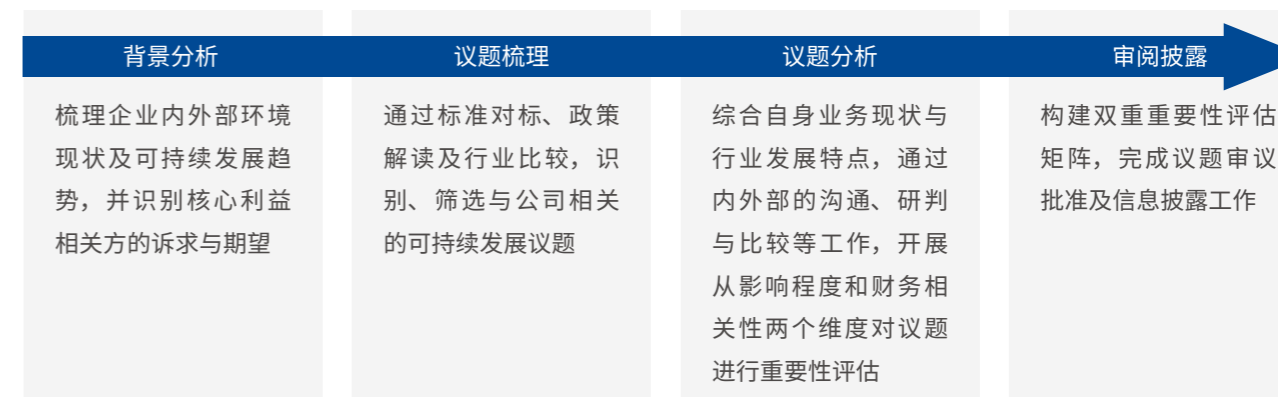 背景分析
梳理企业内外部环境
现状及可持续发展趋
势，并识别核心利益
相关方的诉求与期望
议题梳理
通过标准对标、政策
解读及行业比较，识
别、筛选与公司相关
的可持续发展议题
议题分析
综合自身业务现状与
行业发展特点，通过
内外部的沟通、研判
与比较等工作，开展
从影响程度和财务相
关性两个维度对议题
进行重要性评估
审阅披露
构建双重重要性评估
矩阵，完成议题审议
批准及信息披露工作